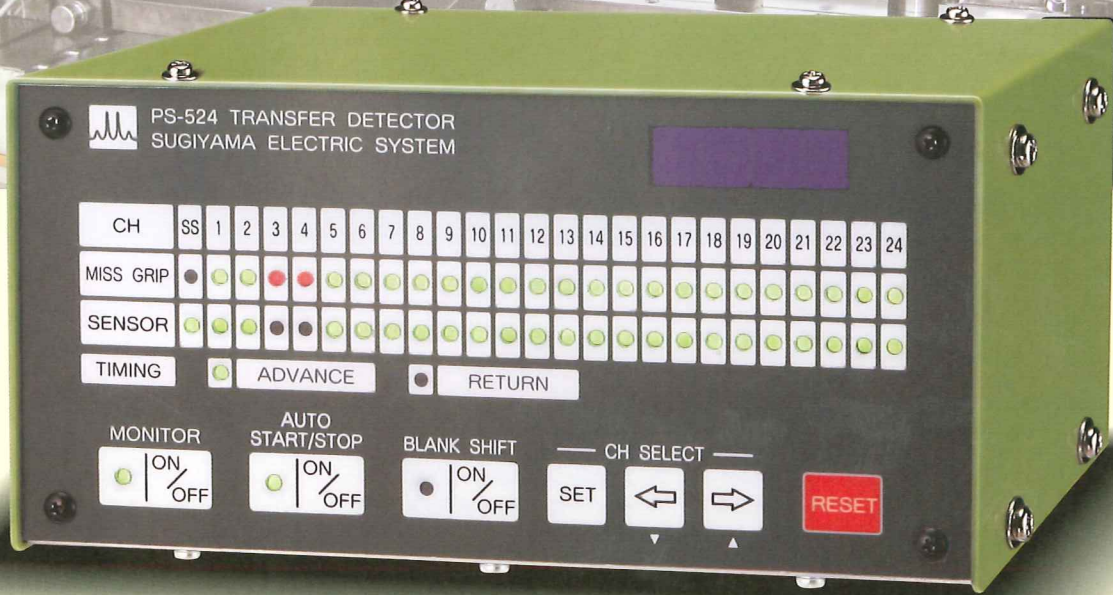 PS-524 TRANSFER DETECTOR
SUGIYAMA ELECTRIC SYSTEM
CH SS 1 2 3 4 5 6 7 8 9 10 11 12 13 14 15 16 17 18 19 20 21 22 23 24
MISS GRIP
SENSOR
TIMING ADVANCE RETURN
MONITOR
ON/OFF
AUTO
START/STOP
ON/OFF
BLANK SHIFT
ON/OFF
CH SELECT
SET
RESET